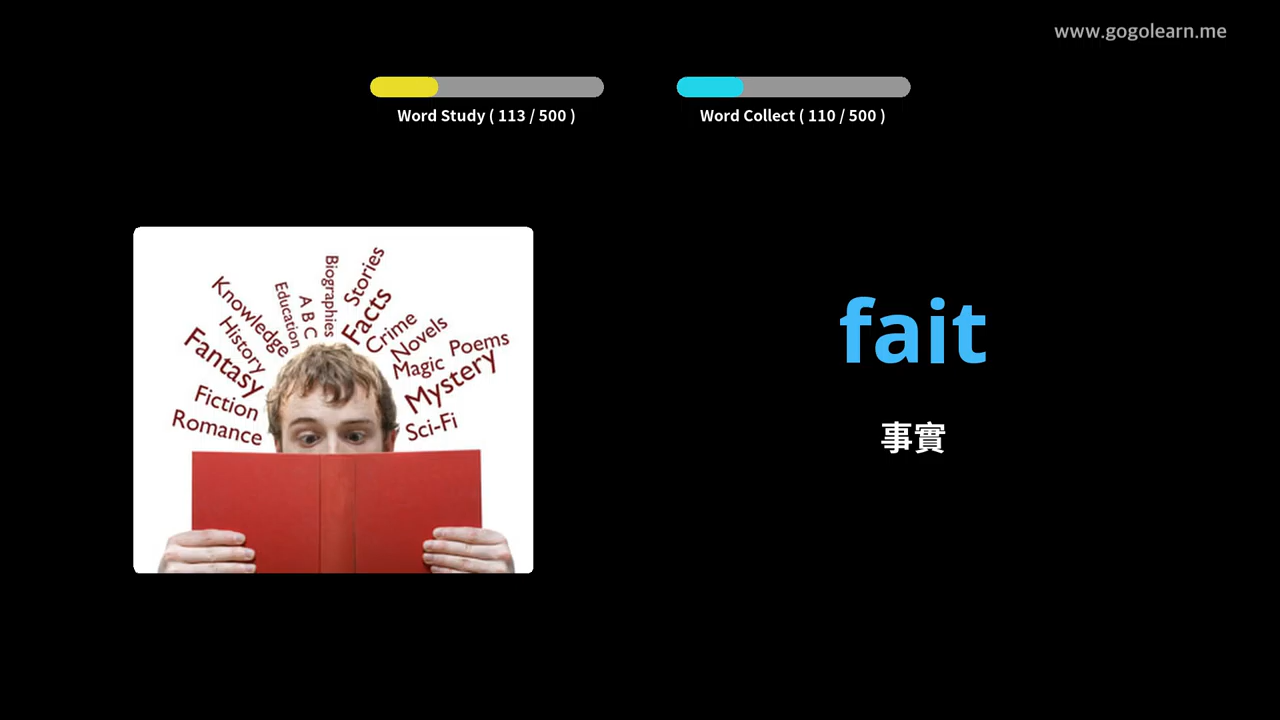 www.gogolearn.me
Word Study ( 113 / 500 )
Word Collect ( 110 / 500 )
Stories
Biographies
Facts
A B C
Education
Knowledge
History
Crime
Novels
Poems
Magic
Mystery
Fantasy
Fiction
Romance
Sci-Fi
fait
事實